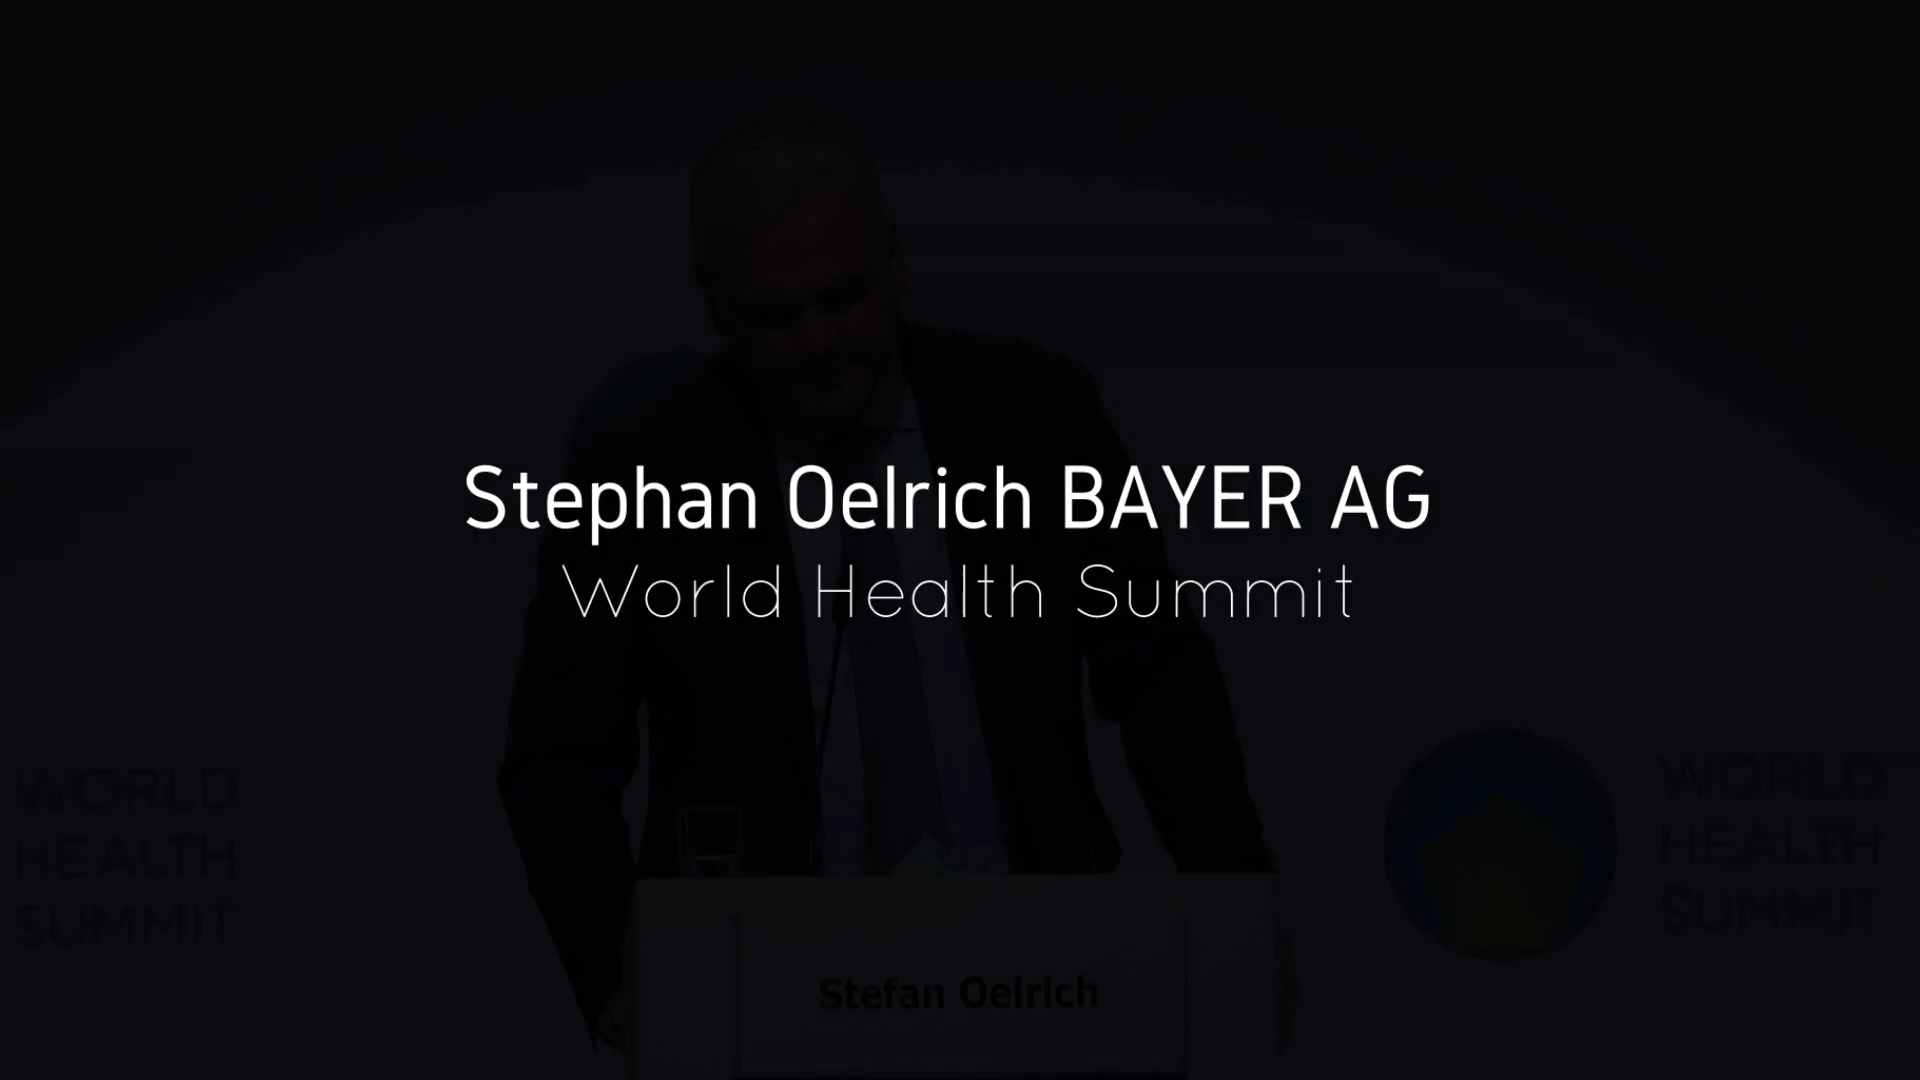 Stephan Oelrich BAYER AG
World Health Summit
WORLD
HEALTH
SUMMIT
WORLD
HEALTH
SUMMIT
Stefan Oelrich